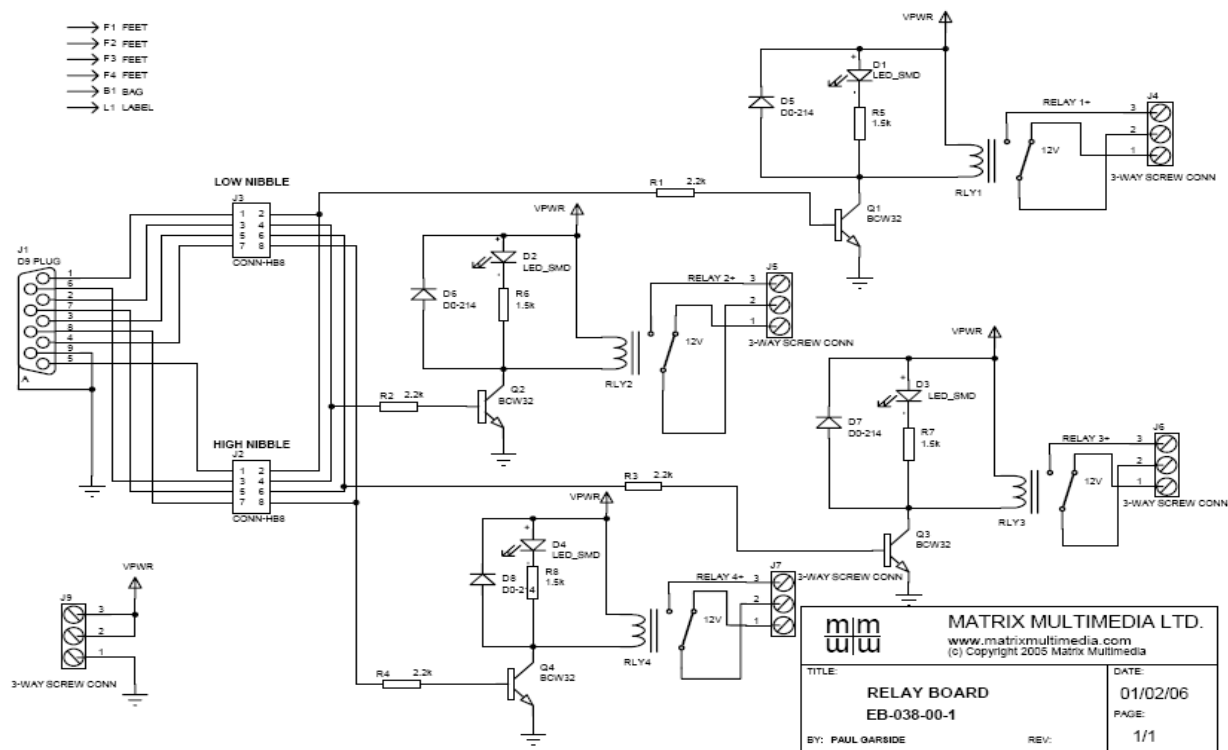 F1 FEET
F2 FEET
F3 FEET
F4 FEET
B1 BAG
L1 LABEL
VPWR
D1
LED_SMD
+
-
D5
D0-214
R5
1.5k
RLY1
RELAY 1+
12V
J4
3
2
1
3-WAY SCREW CONN
R1 2.2k
Q1
BCW32
LOW NIBBLE
J3
1 2
3 4
5 6
7 8
CONN-HB8
J1
D9 PLUG
1
6
2
7
3
8
4
9
5
A
VPWR
D2
LED_SMD
+
-
D6
D0-214
R6
1.5k
RLY2
RELAY 2+
12V
J5
3
2
1
3-WAY SCREW CONN
R2 2.2k
Q2
BCW32
VPWR
D3
LED_SMD
+
-
D7
D0-214
R7
1.5k
RLY3
RELAY 3+
12V
J6
3
2
1
3-WAY SCREW CONN
R3 2.2k
Q3
BCW32
HIGH NIBBLE
J2
1 2
3 4
5 6
7 8
CONN-HB8
VPWR
D4
LED_SMD
+
-
D8
D0-214
R8
1.5k
RLY4
RELAY 4+
12V
J7
3
2
1
3-WAY SCREW CONN
R4 2.2k
Q4
BCW32
VPWR
J9
3
2
1
3-WAY SCREW CONN
MATRIX MULTIMEDIA LTD.
www.matrixmultimedia.com
(c) Copyright 2005 Matrix Multimedia
TITLE:
RELAY BOARD
EB-038-00-1
BY: PAUL GARSIDE
REV:
DATE:
01/02/06
PAGE:
1/1